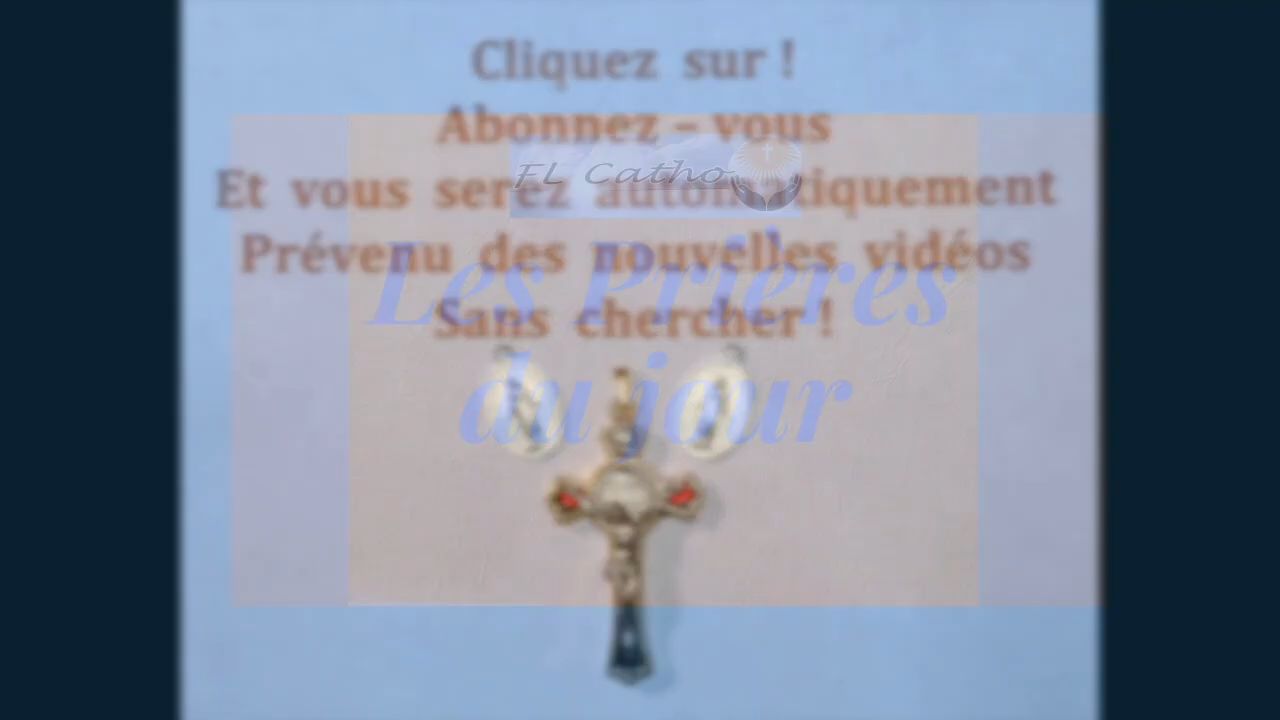 Cliquez sur !
Abonnez – vous
FL Catho
Et vous serez automatiquement
Prévenu des nouvelles vidéos
Les Prières
Sans chercher !
du jour